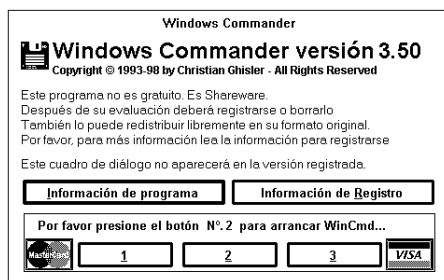 Windows Commander
Windows Commander versión 3.50
Copyright © 1993-98 by Christian Ghisler - All Rights Reserved
Este programa no es gratuito. Es Shareware.
Después de su evaluación deberá registrarse o borrarlo
También lo puede redistribuir libremente en su formato original.
Por favor, para más información lea la información para registrarse
Este cuadro de diálogo no aparecerá en la versión registrada.
Información de programa Información de Registro
Por favor presione el botón Nº. 2 para arrancar WinCmd...
MasterCard 1 2 3 VISA